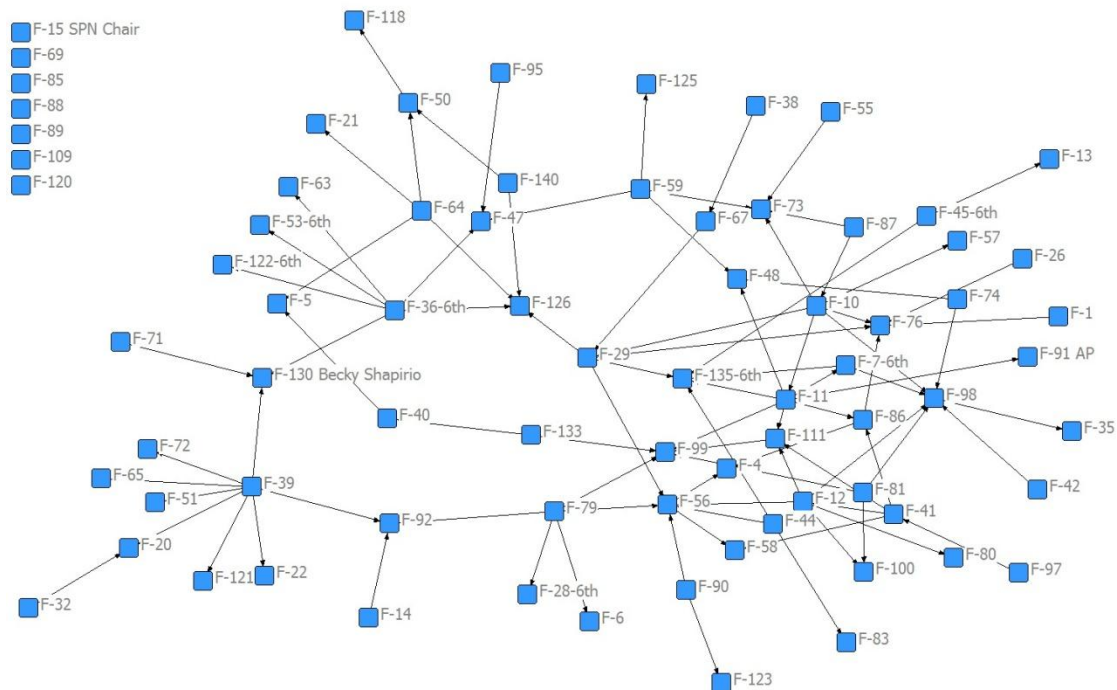 F-15 SPN Chair
F-69
F-85
F-88
F-89
F-109
F-120
F-118
F-95
F-50
F-125
F-38
F-55
F-21
F-13
F-63
F-140
F-59
F-64
F-73
F-53-6th
F-47
F-67
F-45-6th
F-87
F-57
F-122-6th
F-26
F-48
F-5
F-36-6th
F-126
F-10
F-74
F-76
F-1
F-71
F-29
F-91 AP
F-7-6th
F-130 Becky Shapirio
F-135-6th
F-11
F-98
F-40
F-86
F-133
F-111
F-35
F-72
F-99
F-4
F-65
F-39
F-42
F-51
F-81
F-12
F-56
F-79
F-41
F-92
F-44
F-20
F-58
F-80
F-121
F-22
F-100
F-97
F-28-6th
F-90
F-32
F-14
F-6
F-83
F-123